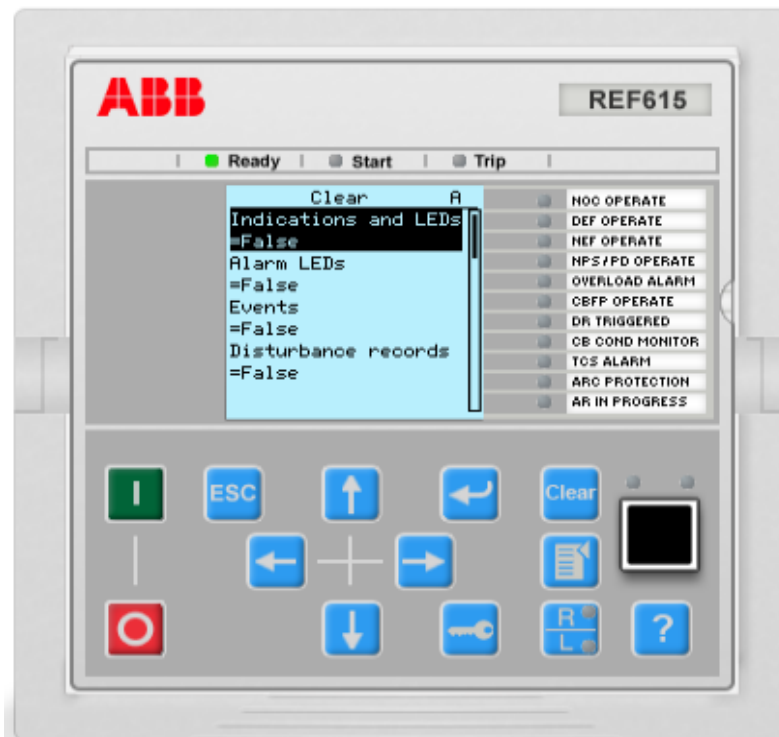 ABB
REF615
Ready
Start
Trip
Clear A
Indications and LEDs
=False
Alarm LEDs
=False
Events
=False
Disturbance records
=False
NOC OPERATE
DEF OPERATE
NEF OPERATE
NPS/PD OPERATE
OVERLOAD ALARM
CBFP OPERATE
DR TRIGGERED
CB COND MONITOR
TCS ALARM
ARC PROTECTION
AR IN PROGRESS
I
ESC
Clear
O
R
L
?